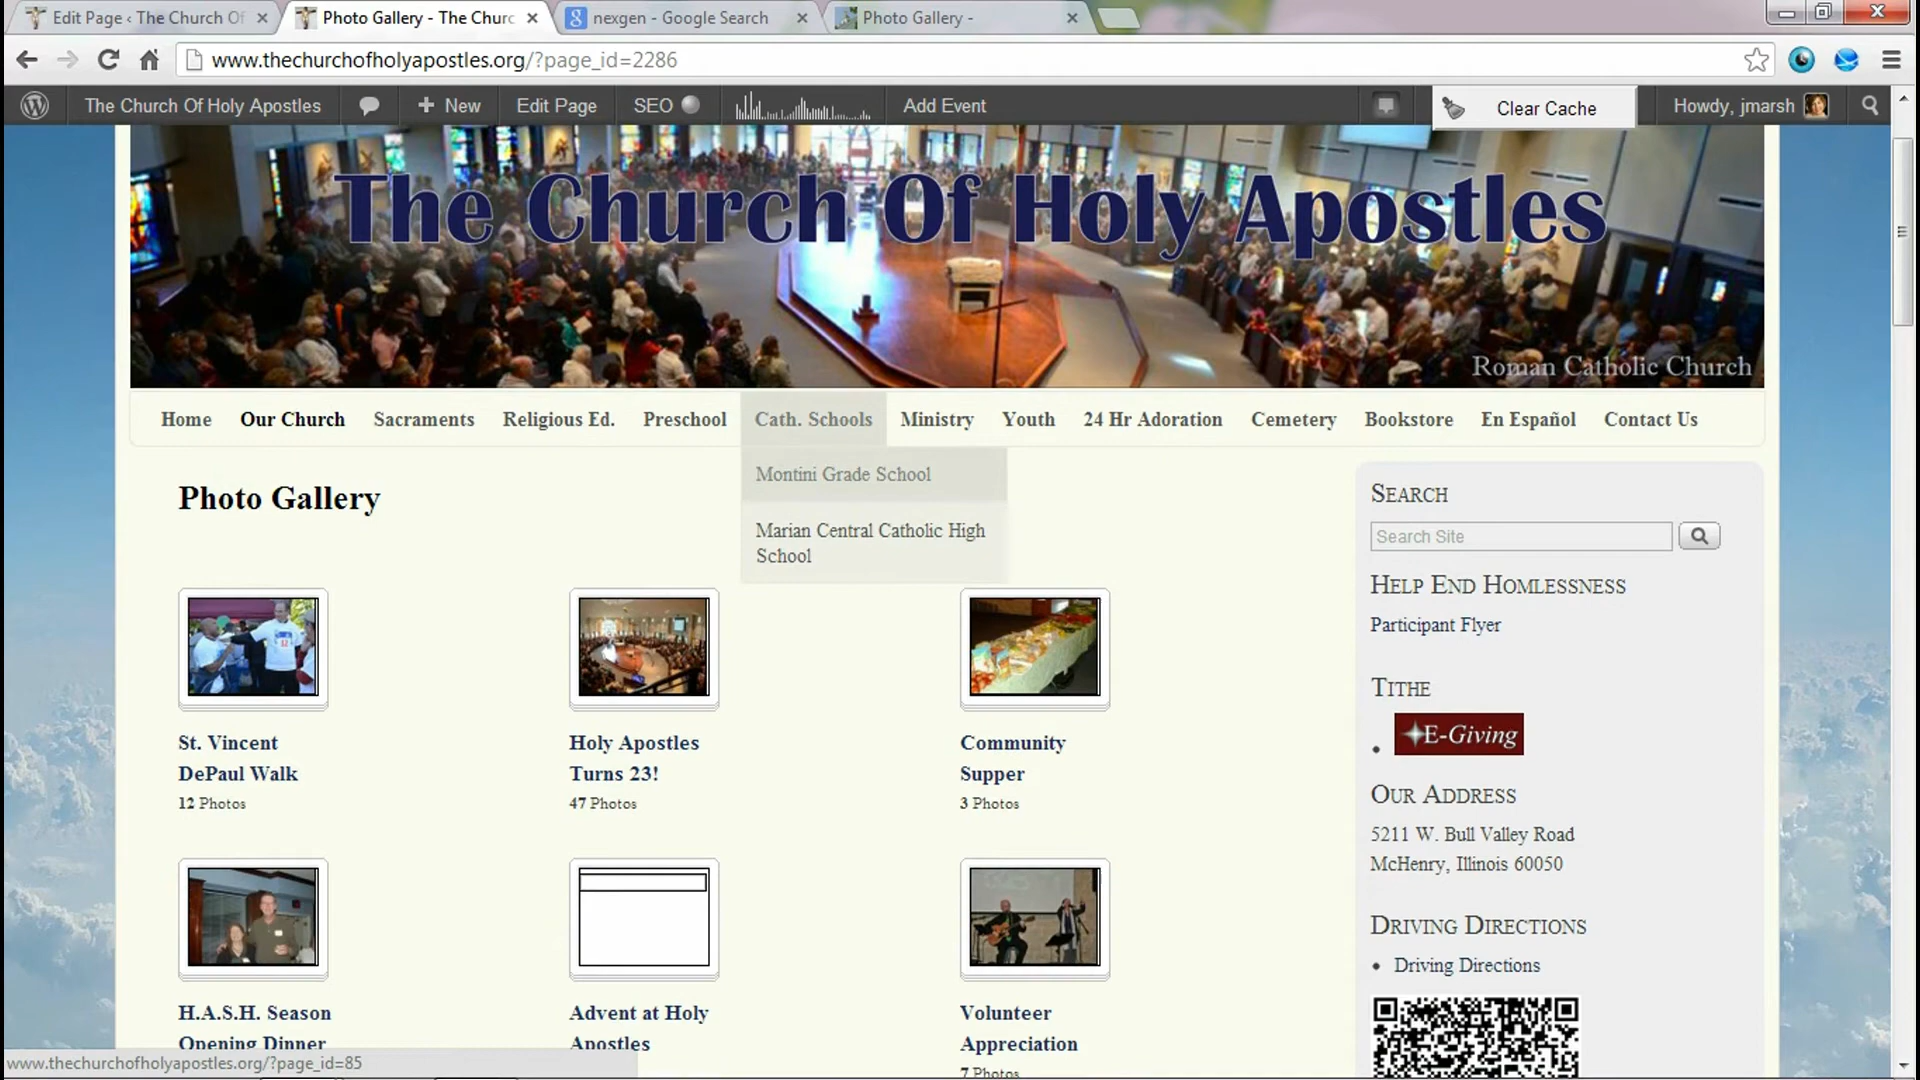 Edit Page ‹ The Church Of
Photo Gallery - The Churc
nexgen - Google Search
Photo Gallery -
www.thechurchofholyapostles.org/?page_id=2286
The Church Of Holy Apostles
New
Edit Page
SEO
Add Event
Clear Cache
Howdy, jmarsh
The Church Of Holy Apostles
Roman Catholic Church
Home
Our Church
Sacraments
Religious Ed.
Preschool
Cath. Schools
Ministry
Youth
24 Hr Adoration
Cemetery
Bookstore
En Español
Contact Us
Montini Grade School
Marian Central Catholic High
School
Photo Gallery
St. Vincent
DePaul Walk
12 Photos
Holy Apostles
Turns 23!
47 Photos
Community
Supper
3 Photos
H.A.S.H. Season
Opening Dinner
Advent at Holy
Apostles
Volunteer
Appreciation
7 Photos
Search
Search Site
Help End Homlessness
Participant Flyer
Tithe
E-Giving
Our Address
5211 W. Bull Valley Road
McHenry, Illinois 60050
Driving Directions
Driving Directions
www.thechurchofholyapostles.org/?page_id=85